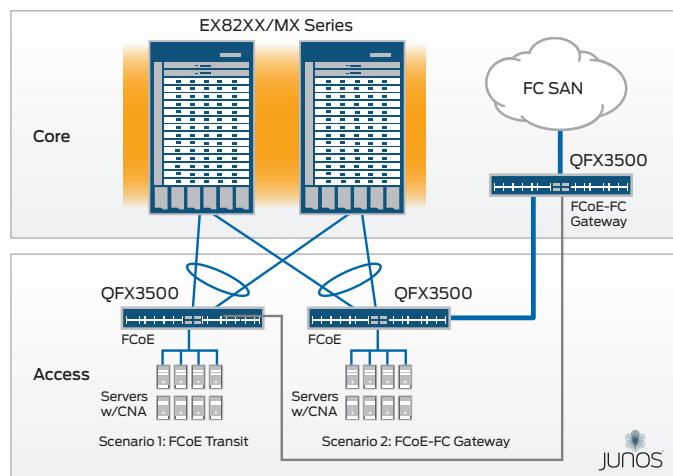 EX82XX/MX Series
FC SAN
Core
QFX3500
FCoE-FC
Gateway
QFX3500
QFX3500
FCoE
FCoE
Access
Servers
w/CNA
Servers
w/CNA
Scenario 1: FCoE Transit
Scenario 2: FCoE-FC Gateway
JUNOS